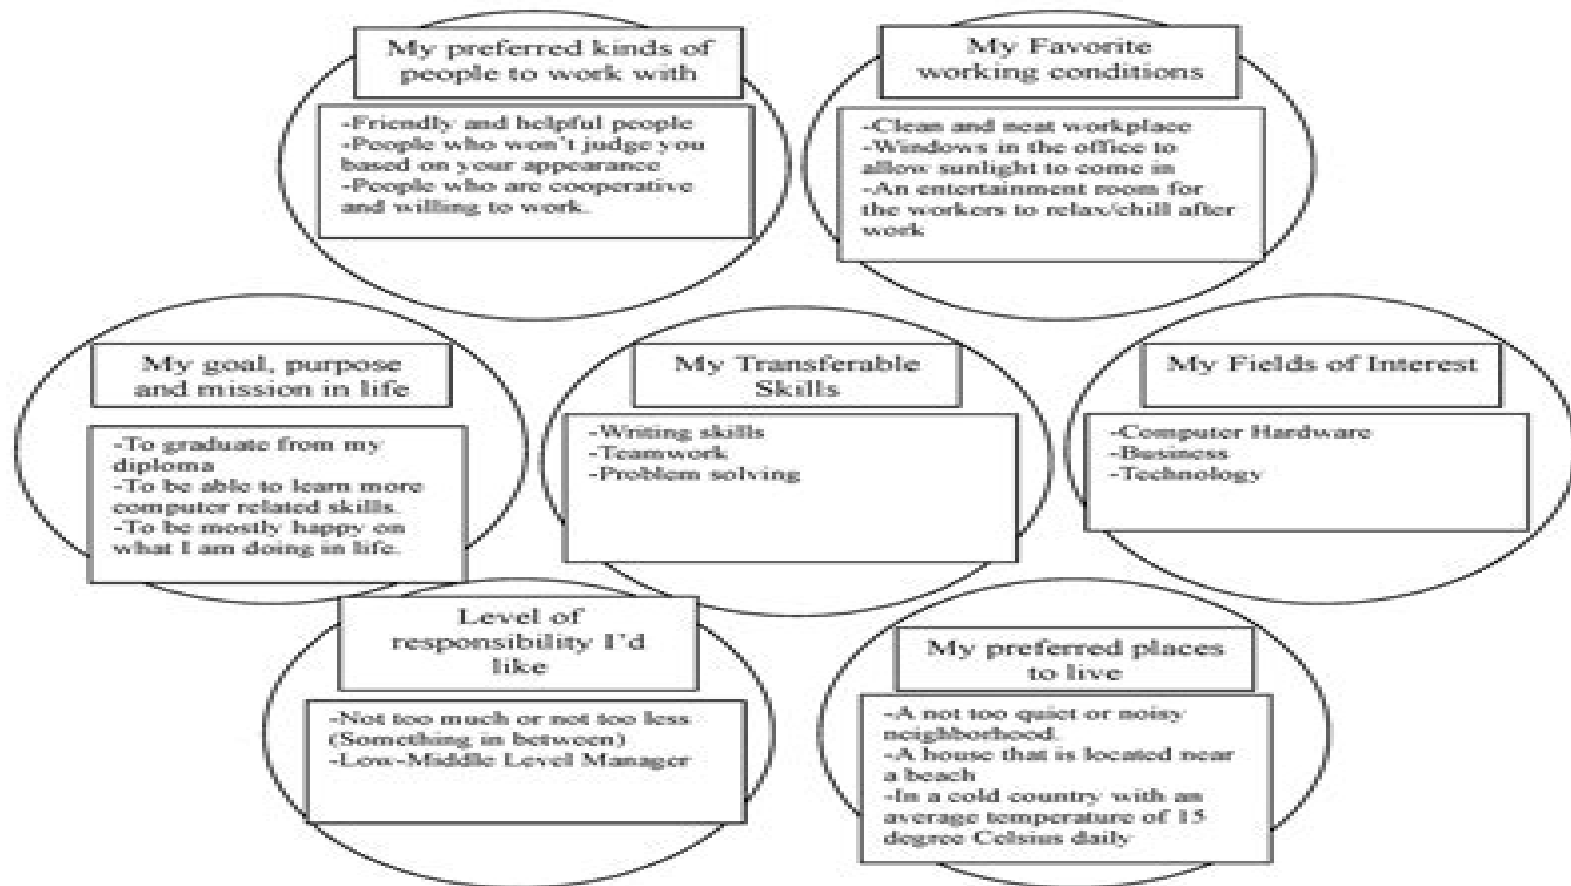 My preferred kinds of
people to work with
-Friendly and helpful people
-People who won't judge you
based on your appearance
-People who are cooperative
and willing to work.
My Favorite
working conditions
-Clean and neat workplace
-Windows in the office to
allow sunlight to come in
-An entertainment room for
the workers to relax/chill after
work
My goal, purpose
and mission in life
-To graduate from my
diploma
-To be able to learn more
computer related skills.
-To be mostly happy on
what I am doing in life.
My Transferable
Skills
-Writing skills
-Teamwork
-Problem solving
My Fields of Interest
-Computer Hardware
-Business
-Technology
Level of
responsibility I'd
like
-Not too much or not too less
(Something in between)
-Low-Middle Level Manager
My preferred places
to live
-A not too quiet or noisy
neighborhood.
-A house that is located near
a beach
-In a cold country with an
average temperature of 15
degree Celsius daily